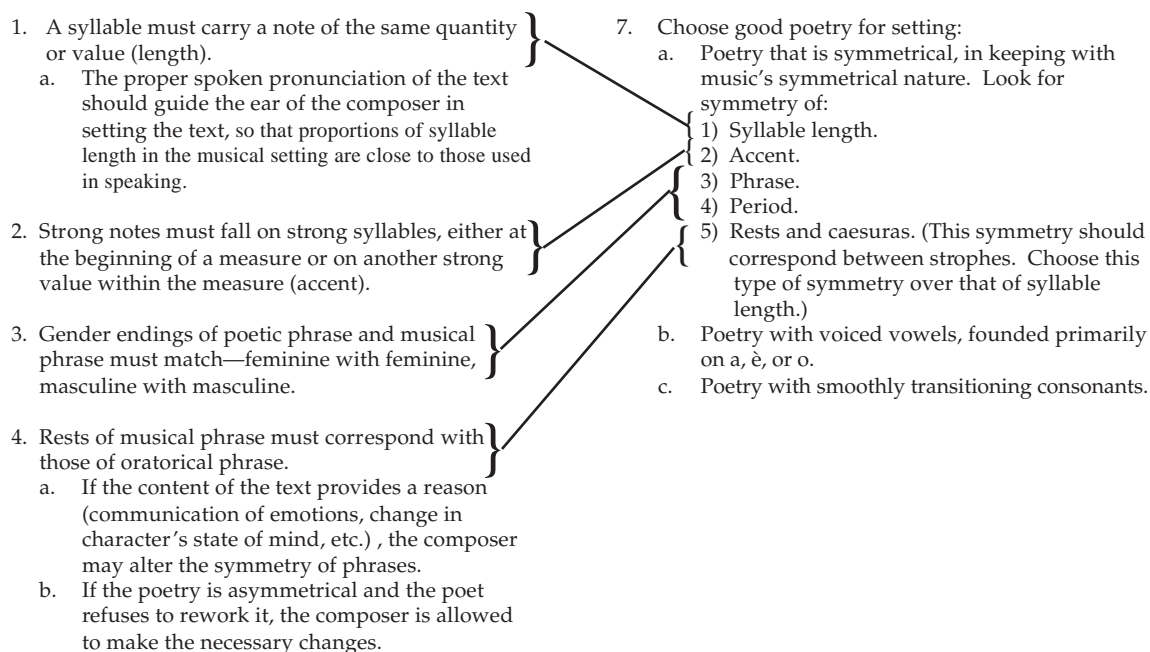 1. A syllable must carry a note of the same quantity
or value (length).
a. The proper spoken pronunciation of the text
should guide the ear of the composer in
setting the text, so that proportions of syllable
length in the musical setting are close to those used
in speaking.
2. Strong notes must fall on strong syllables, either at
the beginning of a measure or on another strong
value within the measure (accent).
3. Gender endings of poetic phrase and musical
phrase must match—feminine with feminine,
masculine with masculine.
4. Rests of musical phrase must correspond with
those of oratorical phrase.
a. If the content of the text provides a reason
(communication of emotions, change in
character's state of mind, etc.) , the composer
may alter the symmetry of phrases.
b. If the poetry is asymmetrical and the poet
refuses to rework it, the composer is allowed
to make the necessary changes.
7. Choose good poetry for setting:
a. Poetry that is symmetrical, in keeping with
music's symmetrical nature. Look for
symmetry of:
1) Syllable length.
2) Accent.
3) Phrase.
4) Period.
5) Rests and caesuras. (This symmetry should
correspond between strophes. Choose this
type of symmetry over that of syllable
length.)
b. Poetry with voiced vowels, founded primarily
on a, è, or o.
c. Poetry with smoothly transitioning consonants.